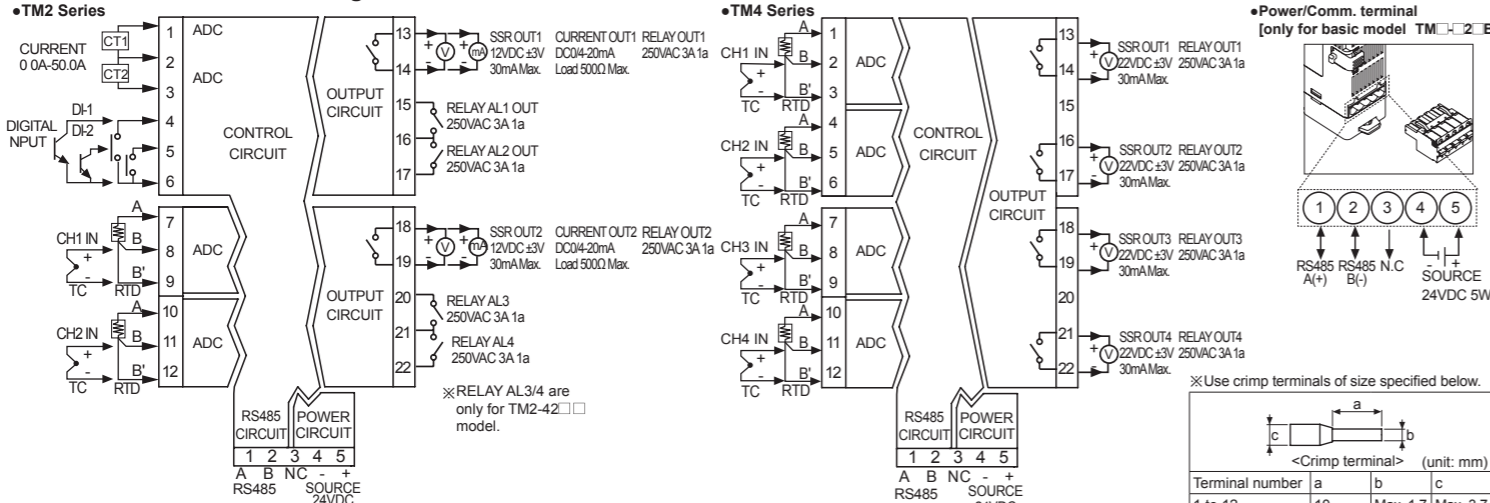 ●TM2 Series
CURRENT
0 0A-50.0A
CT1
CT2
DIGITAL
NPUT
DI-1
DI-2
1
2
3
4
5
6
ADC
ADC
CONTROL
CIRCUIT
OUTPUT
CIRCUIT
13
14
15
16
17
+
-
V
+
-
mA
SSR OUT1 CURRENT OUT1 RELAY OUT1
12VDC ±3V DC0/4-20mA 250VAC 3A 1a
30mA Max. Load 500Ω Max.
RELAY AL1 OUT
250VAC 3A 1a
RELAY AL2 OUT
250VAC 3A 1a
CH1 IN
+
-
TC
RTD
A
B
B'
7
8
9
ADC
CH2 IN
+
-
TC
RTD
A
B
B'
10
11
12
ADC
OUTPUT
CIRCUIT
18
19
20
21
22
+
-
V
+
-
mA
SSR OUT2 CURRENT OUT2 RELAY OUT2
12VDC ±3V DC0/4-20mA 250VAC 3A 1a
30mA Max. Load 500Ω Max.
RELAY AL3
250VAC 3A 1a
RELAY AL4
250VAC 3A 1a
※RELAY AL3/4 are
only for TM2-42□□
model.
RS485
CIRCUIT
POWER
CIRCUIT
1 2 3 4 5
A B NC - +
RS485
SOURCE
24VDC
●TM4 Series
CH1 IN
+
-
TC
RTD
A
B
B'
1
2
3
ADC
CH2 IN
+
-
TC
RTD
A
B
B'
4
5
6
ADC
CH3 IN
+
-
TC
RTD
A
B
B'
7
8
9
ADC
CH4 IN
+
-
TC
RTD
A
B
B'
10
11
12
ADC
CONTROL
CIRCUIT
OUTPUT
CIRCUIT
13
14
15
16
17
18
19
20
21
22
+
-
V
SSR OUT1 RELAY OUT1
22VDC ±3V 250VAC 3A 1a
30mA Max.
+
-
V
SSR OUT2 RELAY OUT2
22VDC ±3V 250VAC 3A 1a
30mA Max.
+
-
V
SSR OUT3 RELAY OUT3
22VDC ±3V 250VAC 3A 1a
30mA Max.
+
-
V
SSR OUT4 RELAY OUT4
22VDC ±3V 250VAC 3A 1a
30mA Max.
RS485
CIRCUIT
POWER
CIRCUIT
1 2 3 4 5
A B NC - +
RS485
SOURCE
●Power/Comm. terminal
[only for basic model TM□-□2□B
1 2 3 4 5
RS485
A(+)
RS485
B(-)
N.C
- +
SOURCE
24VDC 5W
※Use crimp terminals of size specified below.
a
b
c
<Crimp terminal> (unit: mm)
Terminal number a b c